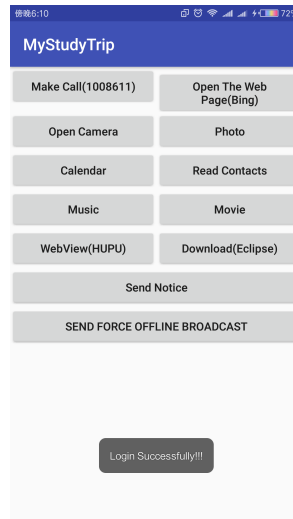 傍晚6:10 72%
MyStudyTrip
Make Call(1008611)
Open The Web
Page(Bing)
Open Camera
Photo
Calendar
Read Contacts
Music
Movie
WebView(HUPU)
Download(Eclipse)
Send Notice
SEND FORCE OFFLINE BROADCAST
Login Successfully!!!